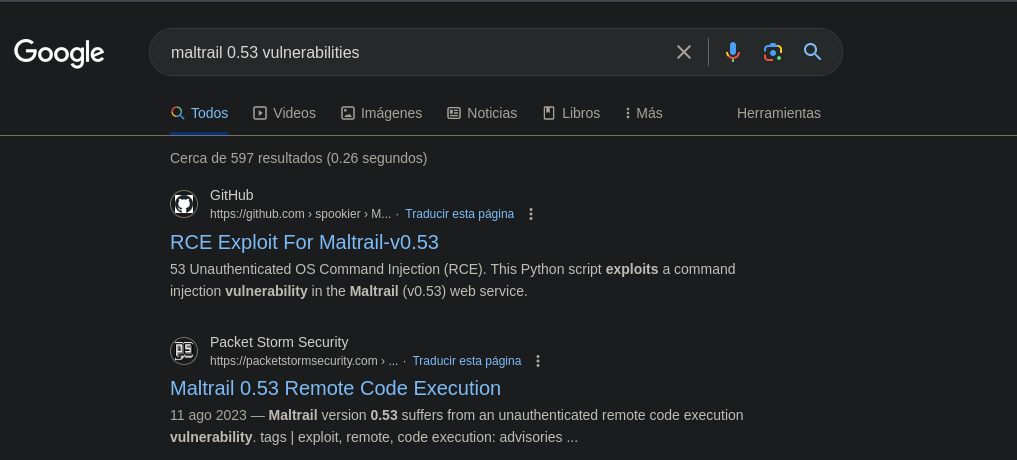 Google
maltrail 0.53 vulnerabilities
Todos Videos Imágenes Noticias Libros Más Herramientas
Cerca de 597 resultados (0.26 segundos)
GitHub
https://github.com › spookier › M... · Traducir esta página
RCE Exploit For Maltrail-v0.53
53 Unauthenticated OS Command Injection (RCE). This Python script exploits a command
injection vulnerability in the Maltrail (v0.53) web service.
PS
Packet Storm Security
https://packetstormsecurity.com › ... · Traducir esta página
Maltrail 0.53 Remote Code Execution
11 ago 2023 — Maltrail version 0.53 suffers from an unauthenticated remote code execution
vulnerability. tags | exploit, remote, code execution: advisories ...